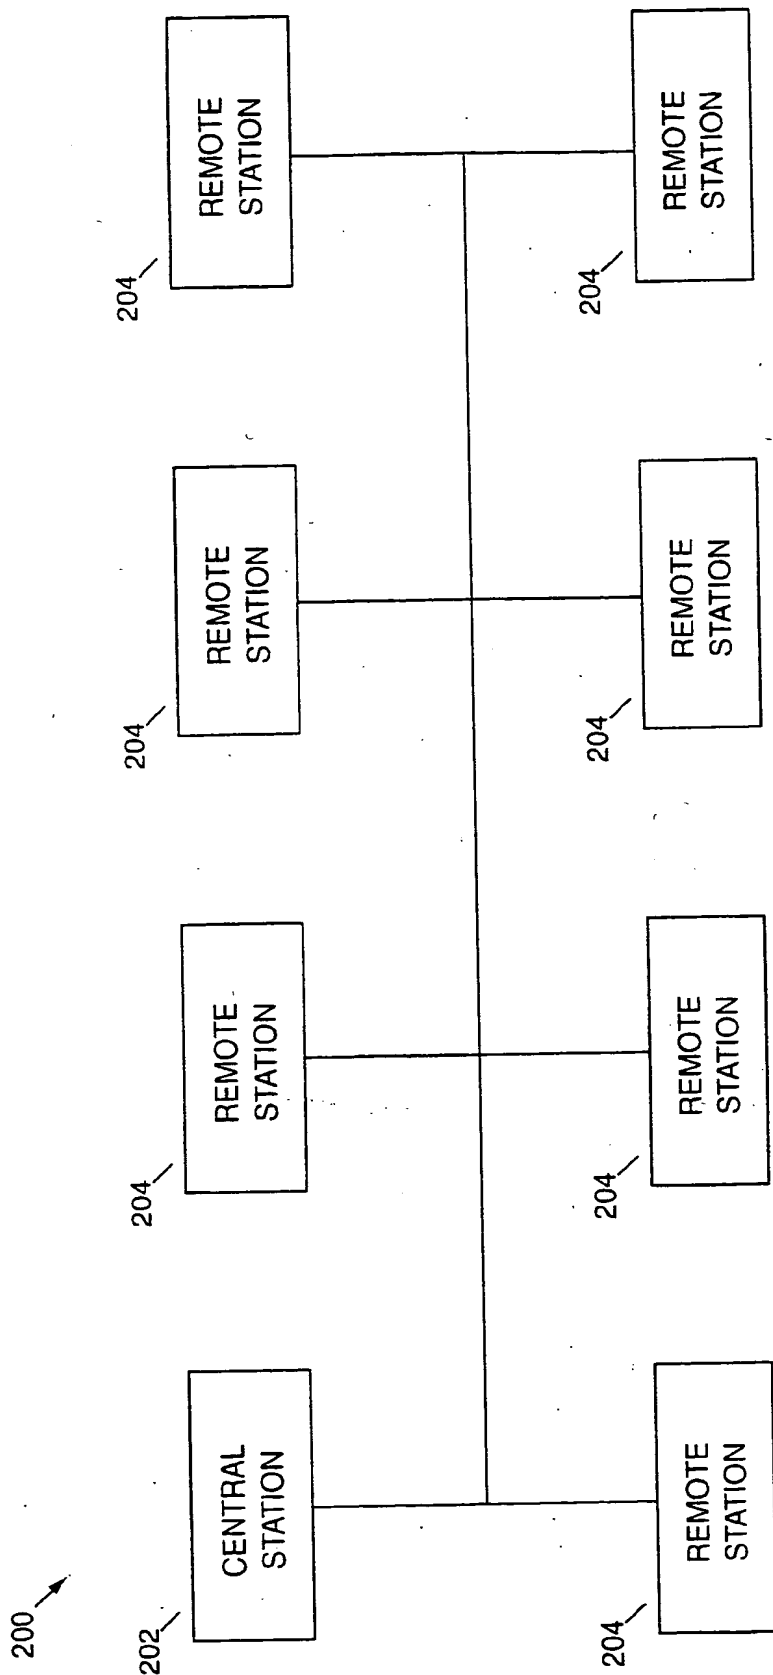 200
202
CENTRAL
STATION
204
REMOTE
STATION
204
REMOTE
STATION
204
REMOTE
STATION
204
REMOTE
STATION
204
REMOTE
STATION
204
REMOTE
STATION
204
REMOTE
STATION